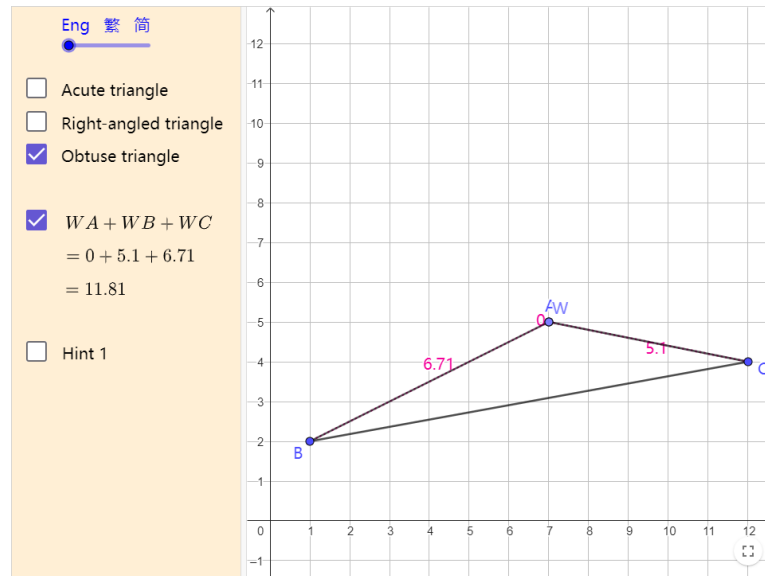 Eng 繁 简
Acute triangle
Right-angled triangle
Obtuse triangle
WA + WB + WC
= 0 + 5.1 + 6.71
= 11.81
Hint 1
12
11
10
9
8
7
6
5
4
3
2
1
0 1 2 3 4 5 6 7 8 9 10 11 12
–1
A W
0
6.71
5.1
B
C